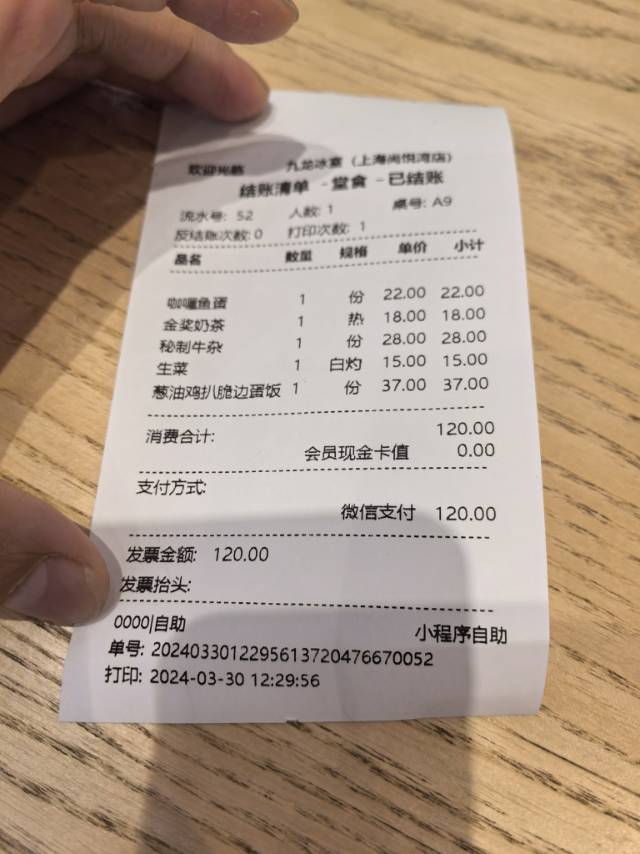 欢迎光临 九龙冰室（上海尚悦湾店）
结账清单 -堂食 -已结账
流水号: 52 人数: 1 桌号: A9
反结账次数: 0 打印次数: 1
品名 数量 规格 单价 小计
咖喱鱼蛋 1 份 22.00 22.00
金奖奶茶 1 热 18.00 18.00
秘制牛杂 1 份 28.00 28.00
生菜 1 白灼 15.00 15.00
葱油鸡扒脆边蛋饭 1 份 37.00 37.00
消费合计: 120.00
会员现金卡值 0.00
支付方式:
微信支付 120.00
发票金额: 120.00
发票抬头:
0000|自助 小程序自助
单号: 2024033012295613720476670052
打印: 2024-03-30 12:29:56